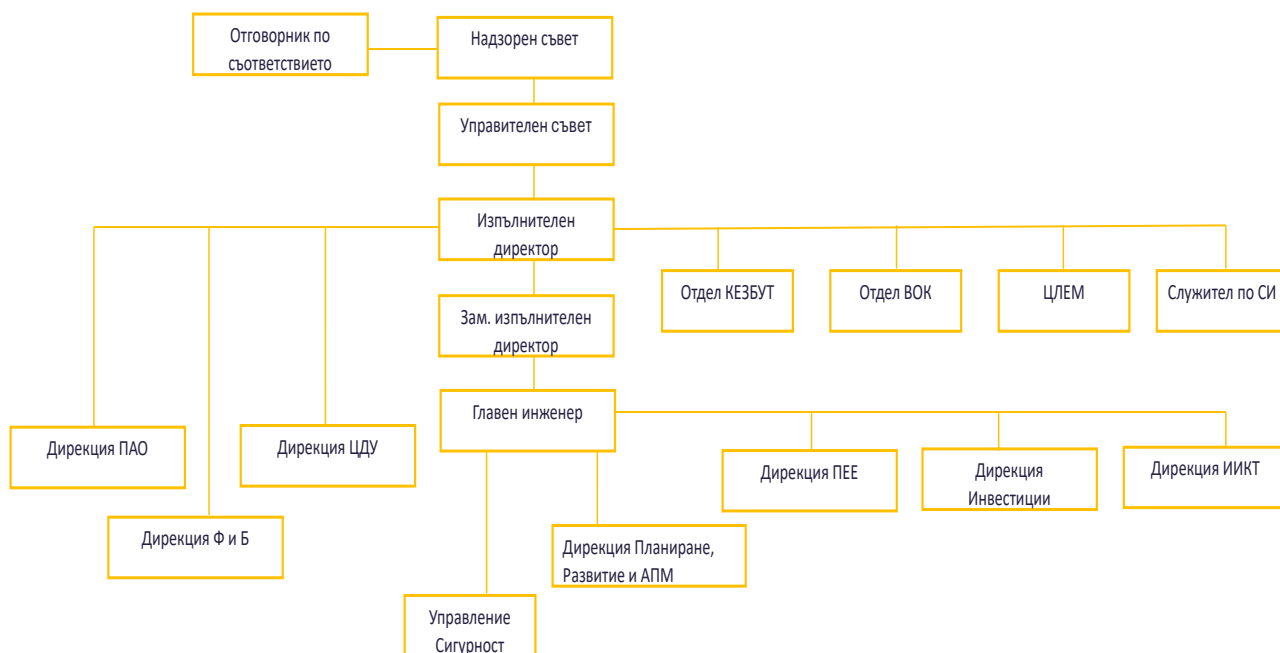 Отговорник по
съответствието
Надзорен съвет
Управителен съвет
Изпълнителен
директор
Отдел КЕЗБУТ
Отдел ВОК
ЦЛЕМ
Служител по СИ
Зам. изпълнителен
директор
Главен инженер
Дирекция ПАО
Дирекция ЦДУ
Дирекция ПЕЕ
Дирекция
Инвестиции
Дирекция ИИКТ
Дирекция Ф и Б
Дирекция Планиране,
Развитие и АПМ
Управление
Сигурност